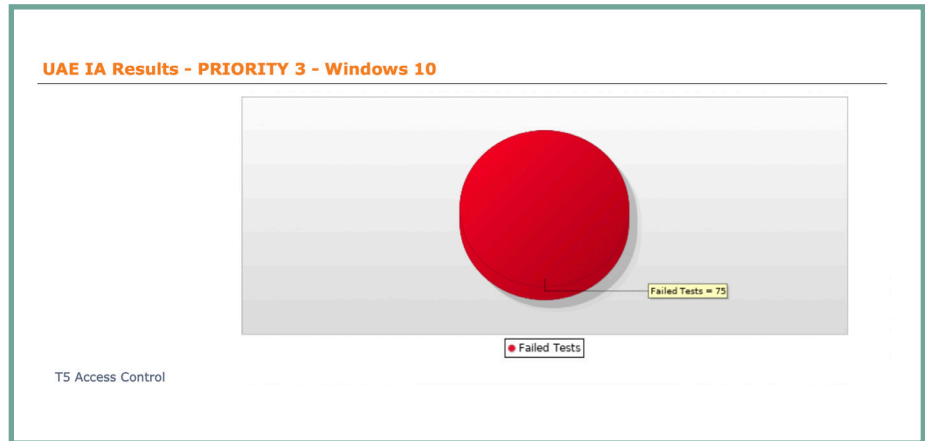 UAE IA Results - PRIORITY 3 - Windows 10
Failed Tests = 75
Failed Tests
T5 Access Control